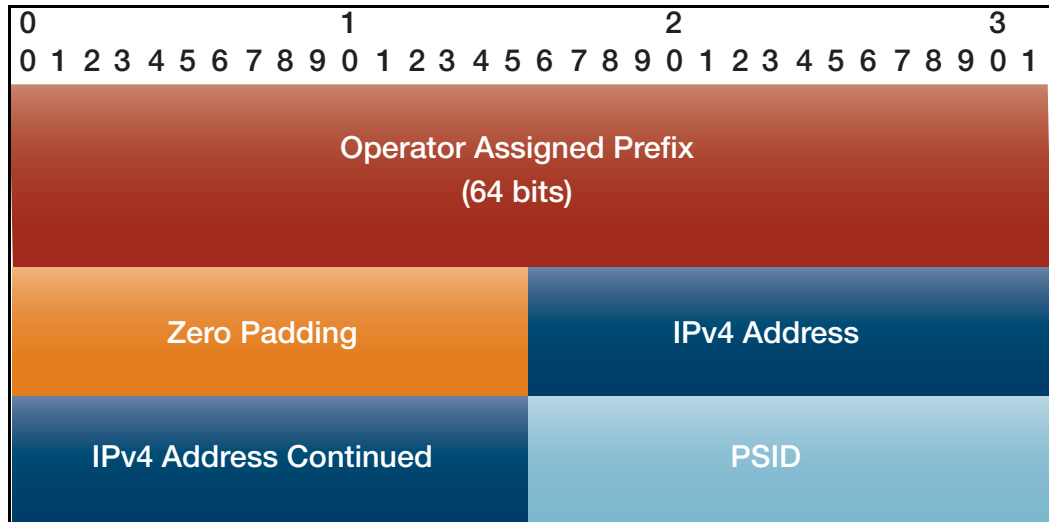 0 1 2 3
0 1 2 3 4 5 6 7 8 9 0 1 2 3 4 5 6 7 8 9 0 1 2 3 4 5 6 7 8 9 0 1
Operator Assigned Prefix
(64 bits)
Zero Padding IPv4 Address
IPv4 Address Continued PSID